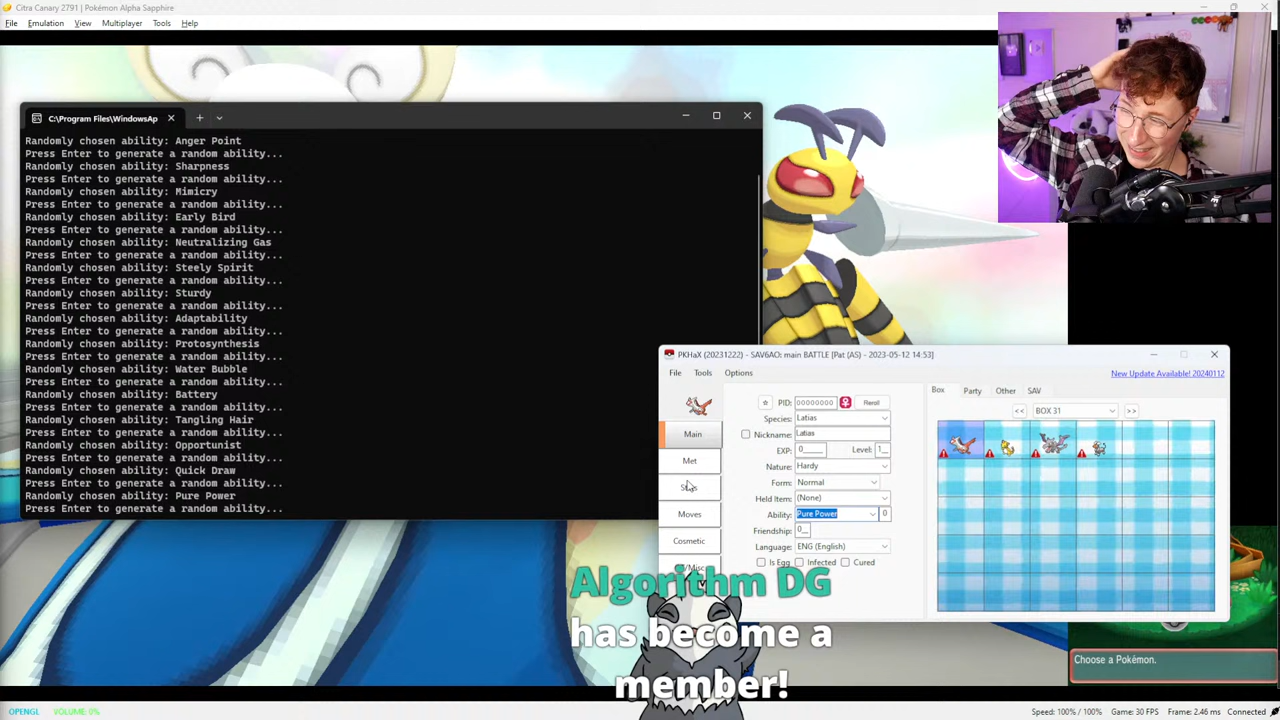 Citra Canary 2791 | Pokémon Alpha Sapphire
File Emulation View Multiplayer Tools Help
C:\Program Files\WindowsAp
Randomly chosen ability: Anger Point
Press Enter to generate a random ability...
Randomly chosen ability: Sharpness
Press Enter to generate a random ability...
Randomly chosen ability: Mimicry
Press Enter to generate a random ability...
Randomly chosen ability: Early Bird
Press Enter to generate a random ability...
Randomly chosen ability: Neutralizing Gas
Press Enter to generate a random ability...
Randomly chosen ability: Steely Spirit
Press Enter to generate a random ability...
Randomly chosen ability: Sturdy
Press Enter to generate a random ability...
Randomly chosen ability: Adaptability
Press Enter to generate a random ability...
Randomly chosen ability: Protosynthesis
Press Enter to generate a random ability...
Randomly chosen ability: Water Bubble
Press Enter to generate a random ability...
Randomly chosen ability: Battery
Press Enter to generate a random ability...
Randomly chosen ability: Tangling Hair
Press Enter to generate a random ability...
Randomly chosen ability: Opportunist
Press Enter to generate a random ability...
Randomly chosen ability: Quick Draw
Press Enter to generate a random ability...
Randomly chosen ability: Pure Power
Press Enter to generate a random ability...
PKHaX (20231222) - SAV6AO: main BATTLE [Pat (AS) - 2023-05-12 14:53]
File Tools Options
New Update Available! 20240112
Main
Met
Moves
Cosmetic
PID: 00000000 Reroll
Species: Latias
Nickname: Latias
EXP: 0 Level: 1
Nature: Hardy
Form: Normal
Held Item: (None)
Ability: Pure Power 0
Friendship: 0
Language: ENG (English)
Is Egg Infected Cured
Box Party Other SAV
<< BOX 31 >>
Algorithm DG
has become a
member!
Choose a Pokémon.
OPENGL VOLUME: 0%
Speed: 100% / 100% Game: 30 FPS Frame: 2.46 ms Connected